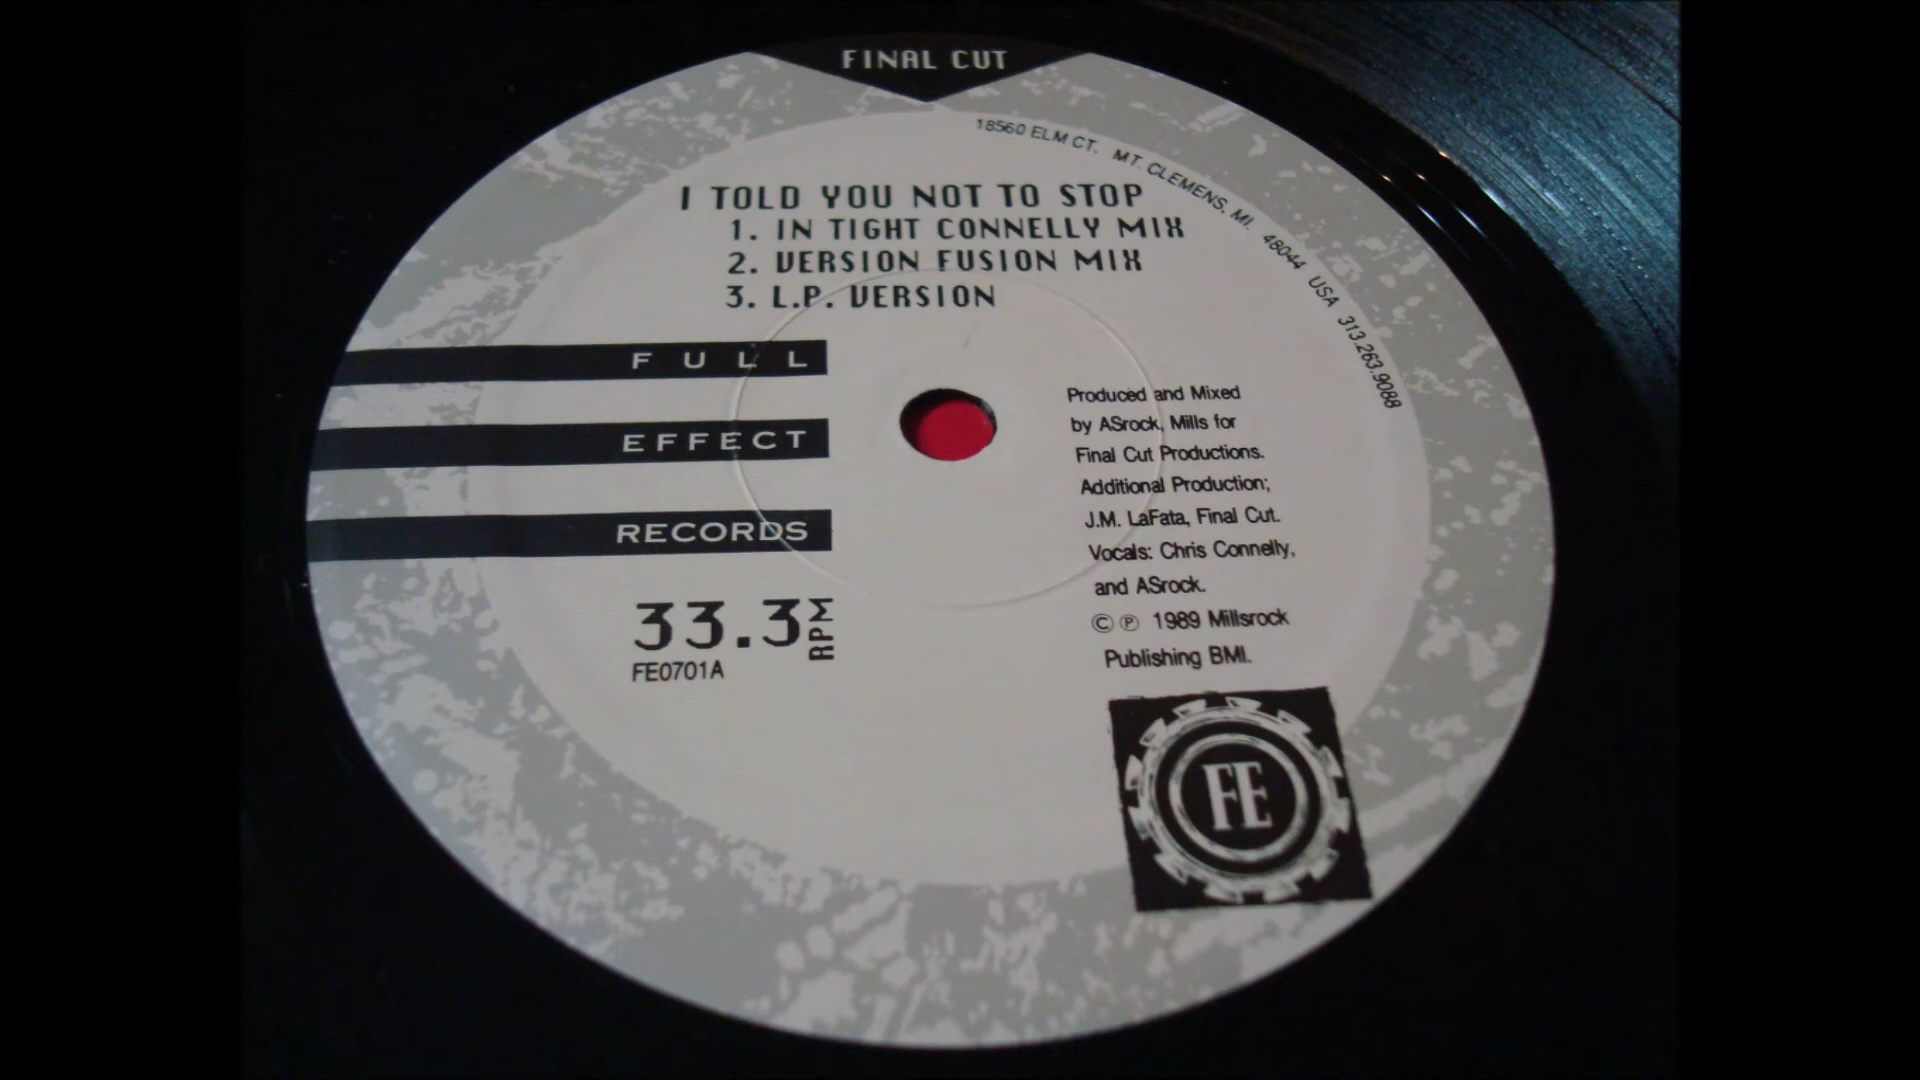 FINAL CUT
18560 ELM CT. MT. CLEMENS, MI. 48044 USA 313.263.9088
I TOLD YOU NOT TO STOP
1. IN TIGHT CONNELLY MIX
2. VERSION FUSION MIX
3. L.P. VERSION
FULL
EFFECT
RECORDS
33.3 RPM
FE0701A
Produced and Mixed
by ASrock, Mills for
Final Cut Productions.
Additional Production;
J.M. LaFata, Final Cut.
Vocals: Chris Connelly,
and ASrock.
© ℗ 1989 Millsrock
Publishing BMI.
FE